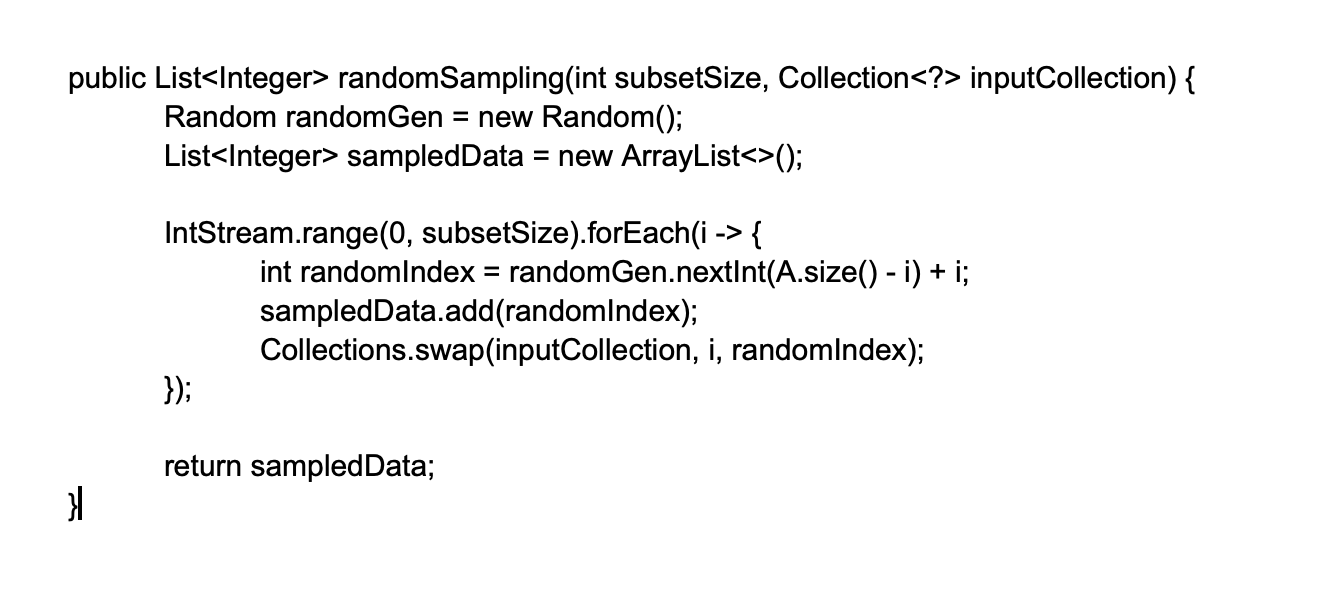 public List<Integer> randomSampling(int subsetSize, Collection<?> inputCollection) {
Random randomGen = new Random();
List<Integer> sampledData = new ArrayList<>();
IntStream.range(0, subsetSize).forEach(i -> {
int randomIndex = randomGen.nextInt(A.size() - i) + i;
sampledData.add(randomIndex);
Collections.swap(inputCollection, i, randomIndex);
});
return sampledData;
}